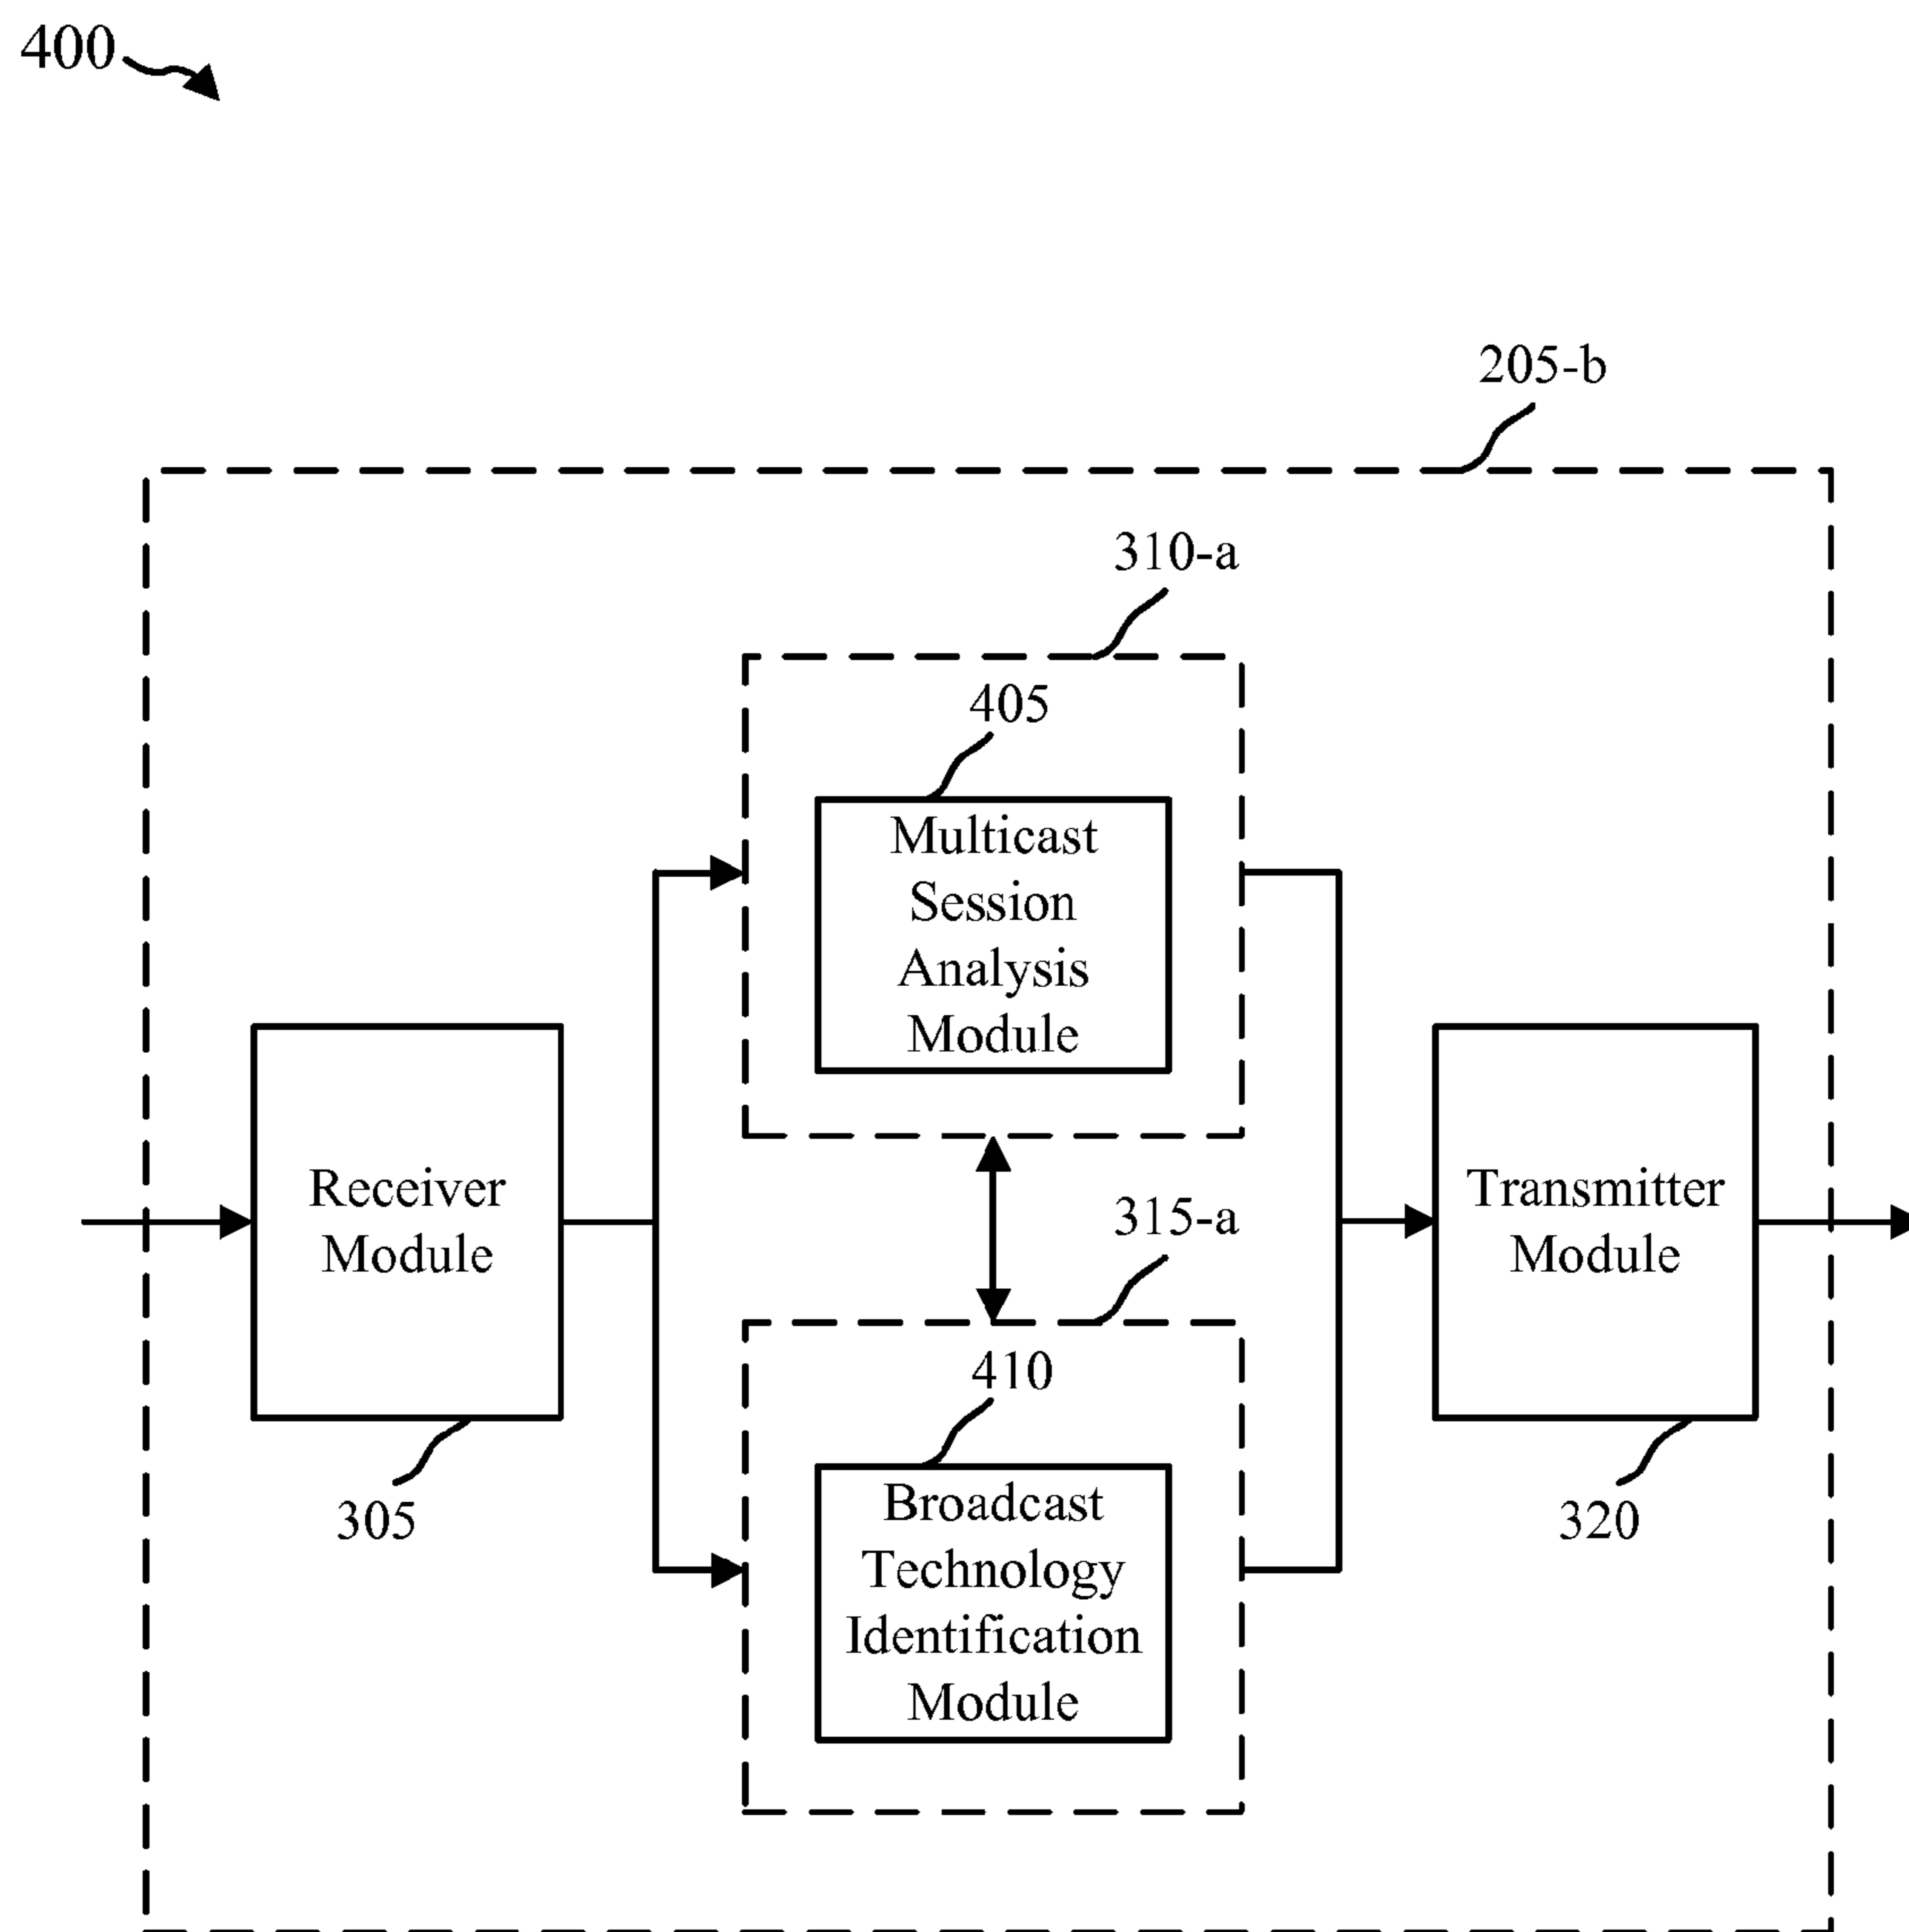 400
205-b
310-a
405
Multicast
Session
Analysis
Module
Receiver
Module
305
315-a
410
Broadcast
Technology
Identification
Module
Transmitter
Module
320